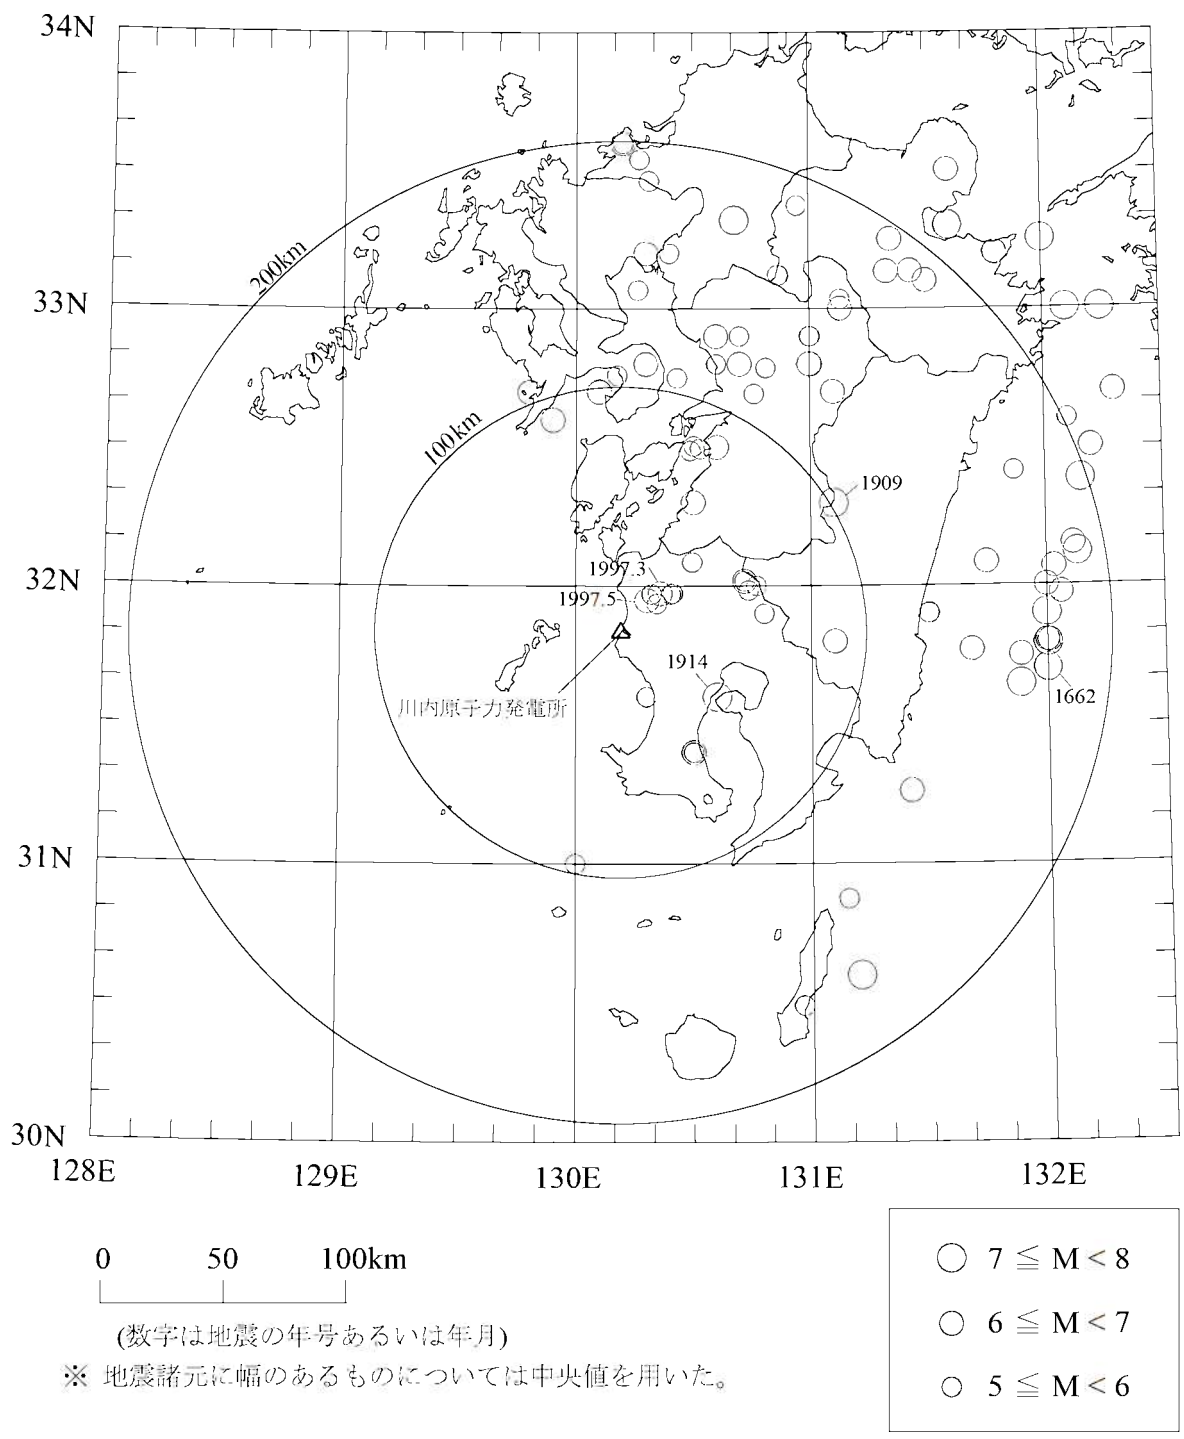 34N
200km
33N
100km
1909
32N
1997.3
1997.5
1914
川内原子力発電所
1662
31N
30N
128E 129E 130E 131E 132E
0 50 100km
(数字は地震の年号あるいは年月)
※ 地震諸元に幅のあるものについては中央値を用いた。
7 ≦ M < 8
6 ≦ M < 7
5 ≦ M < 6